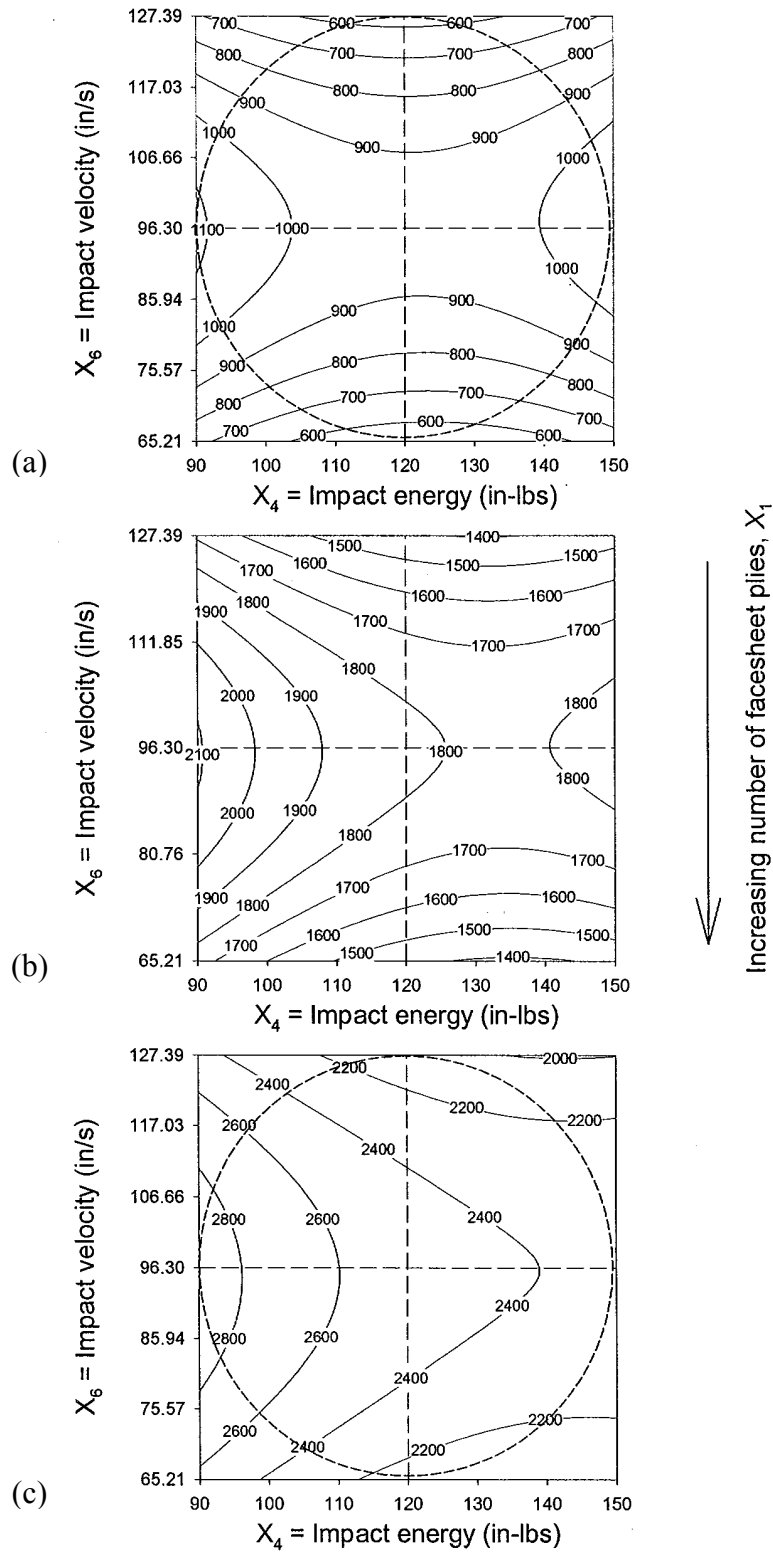 127.39
117.03
106.66
96.30
85.94
75.57
65.21
X6 = Impact velocity (in/s)
700 600 700
700 700
800 800
800 800
900 900
900 900
1000 1000
1100 1000
1000 1000
900 900
900 900
800 800
700 700
800 800
700 600 600 700
90 100 110 120 130 140 150
X4 = Impact energy (in-lbs)
(a)
127.39
111.85
96.30
80.76
65.21
X6 = Impact velocity (in/s)
1400
1500 1500
1600
1700 1600 1600
1800 1700 1700
1900
1800
2000 1900 1800
2100 1800
1800
2000 1900
1800
1700 1700
1900 1800 1700
1600 1600
1700 1600 1500 1500
1500 1400
90 100 110 120 130 140 150
X4 = Impact energy (in-lbs)
(b)
127.39
117.03
106.66
96.30
85.94
75.57
65.21
X6 = Impact velocity (in/s)
2400 2200 2000
2600 2200 2200
2400
2800 2600 2400
2400
2800 2600
2400
2600
2400 2200 2200
90 100 110 120 130 140 150
X4 = Impact energy (in-lbs)
(c)
Increasing number of facesheet plies, X1